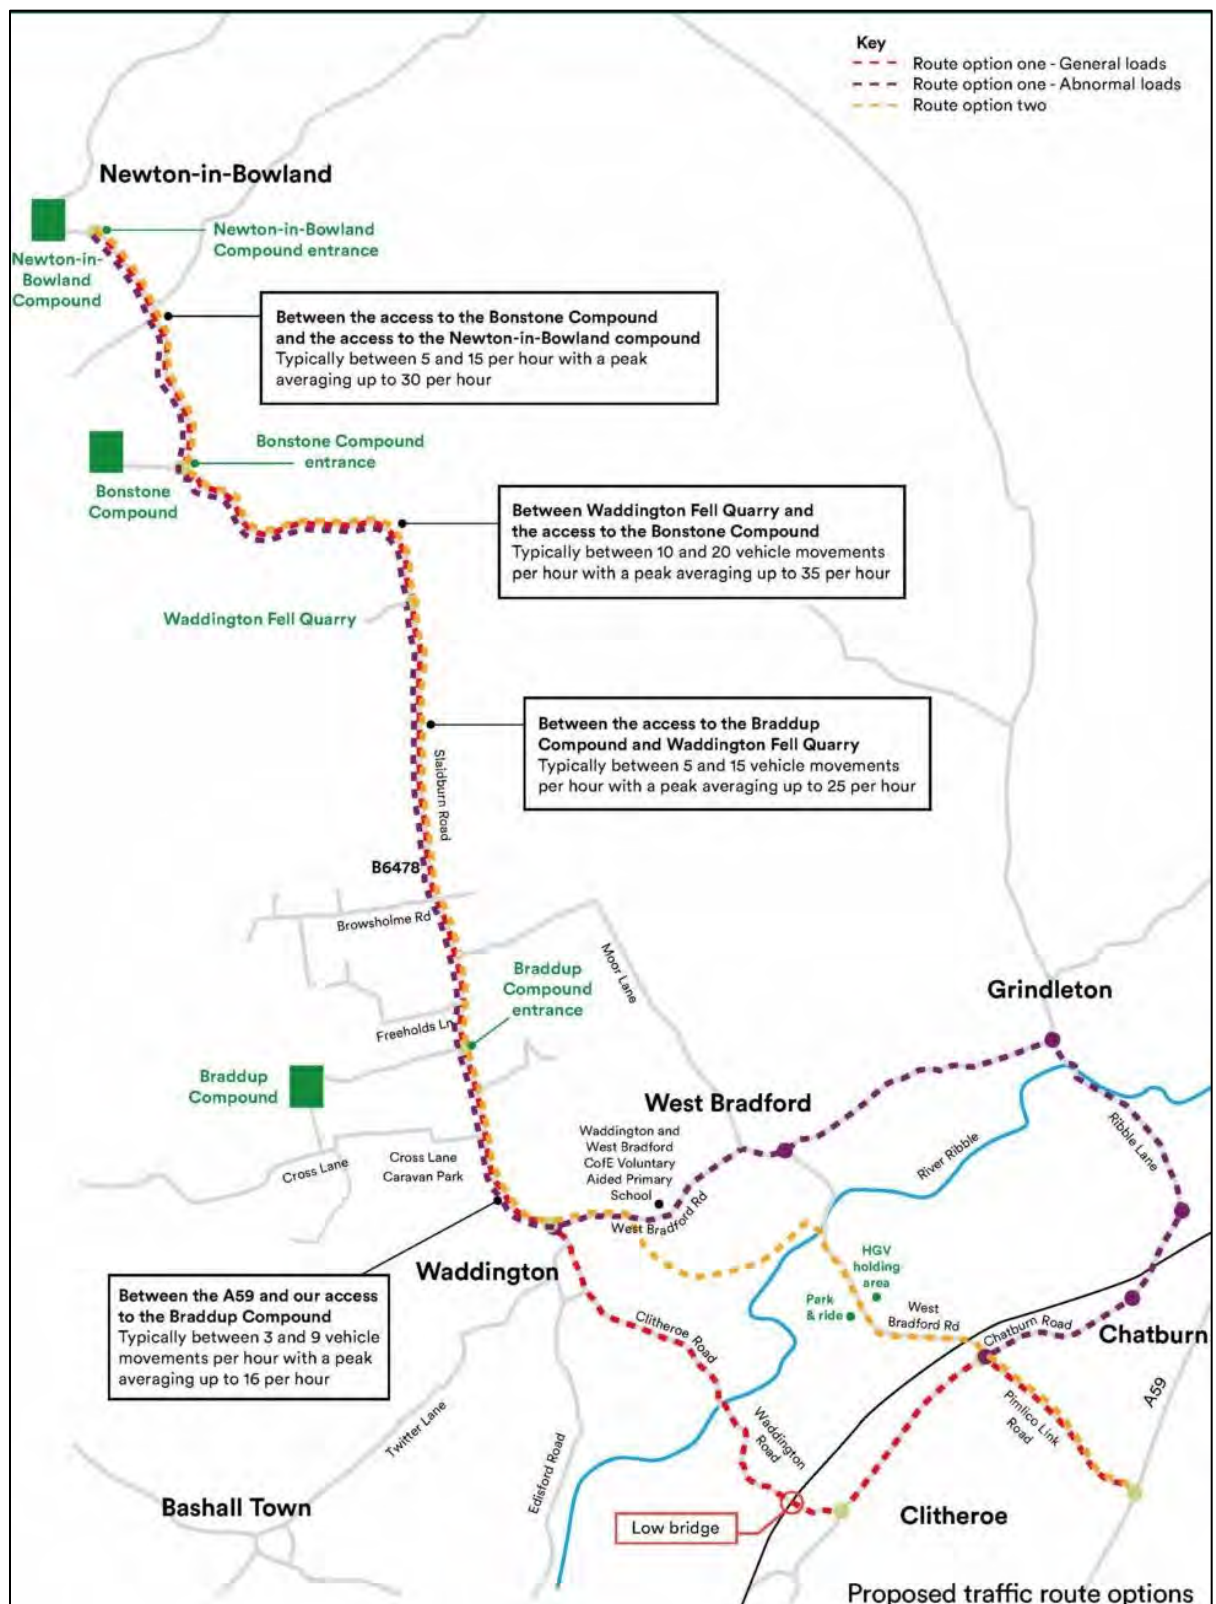 Key
Route option one - General loads
Route option one - Abnormal loads
Route option two
Newton-in-Bowland
Newton-in-Bowland
Compound entrance
Newton-in-
Bowland
Compound
Between the access to the Bonstone Compound
and the access to the Newton-in-Bowland compound
Typically between 5 and 15 per hour with a peak
averaging up to 30 per hour
Bonstone Compound
entrance
Bonstone
Compound
Between Waddington Fell Quarry and
the access to the Bonstone Compound
Typically between 10 and 20 vehicle movements
per hour with a peak averaging up to 35 per hour
Waddington Fell Quarry
Between the access to the Braddup
Compound and Waddington Fell Quarry
Typically between 5 and 15 vehicle movements
per hour with a peak averaging up to 25 per hour
Slaidburn Road
B6478
Browsholme Rd
Moor Lane
Braddup
Compound
entrance
Freeholds Ln
Grindleton
Braddup
Compound
West Bradford
Waddington and
West Bradford
CofE Voluntary
Aided Primary
School
River Ribble
Ribble Lane
Cross Lane
Cross Lane
Caravan Park
West Bradford Rd
Waddington
HGV
holding
area
Park
& ride
West
Bradford Rd
Chatburn Road
Chatburn
Between the A59 and our access
to the Braddup Compound
Typically between 3 and 9 vehicle
movements per hour with a peak
averaging up to 16 per hour
Clitheroe Road
A59
Pimlico Link
Road
Twitter Lane
Waddington
Road
Edisford Road
Bashall Town
Clitheroe
Low bridge
Proposed traffic route options